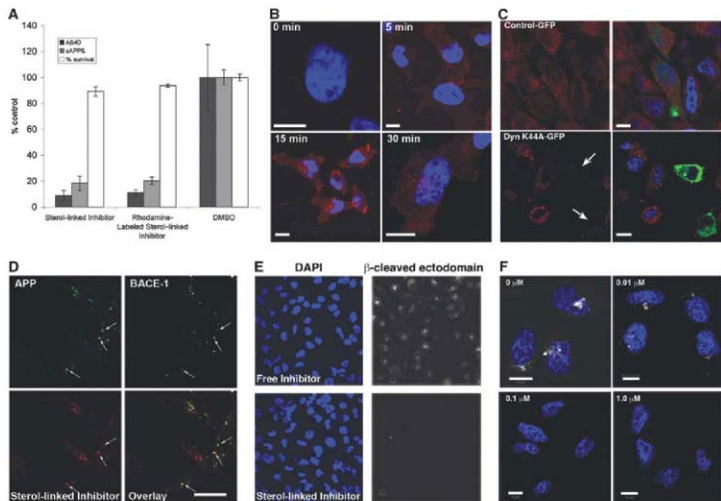 A
Aβ40
sAPPβ
% survival
% control
140
120
100
80
60
40
20
0
Sterol-linked Inhibitor
Rhodamine-
Labeled Sterol-linked
Inhibitor
DMSO
B
0 min
5 min
15 min
30 min
C
Control-GFP
Dyn K44A-GFP
D
APP
BACE-1
Sterol-linked Inhibitor
Overlay
E
DAPI
β-cleaved ectodomain
Free Inhibitor
Sterol-linked Inhibitor
F
0 μM
0.01 μM
0.1 μM
1.0 μM